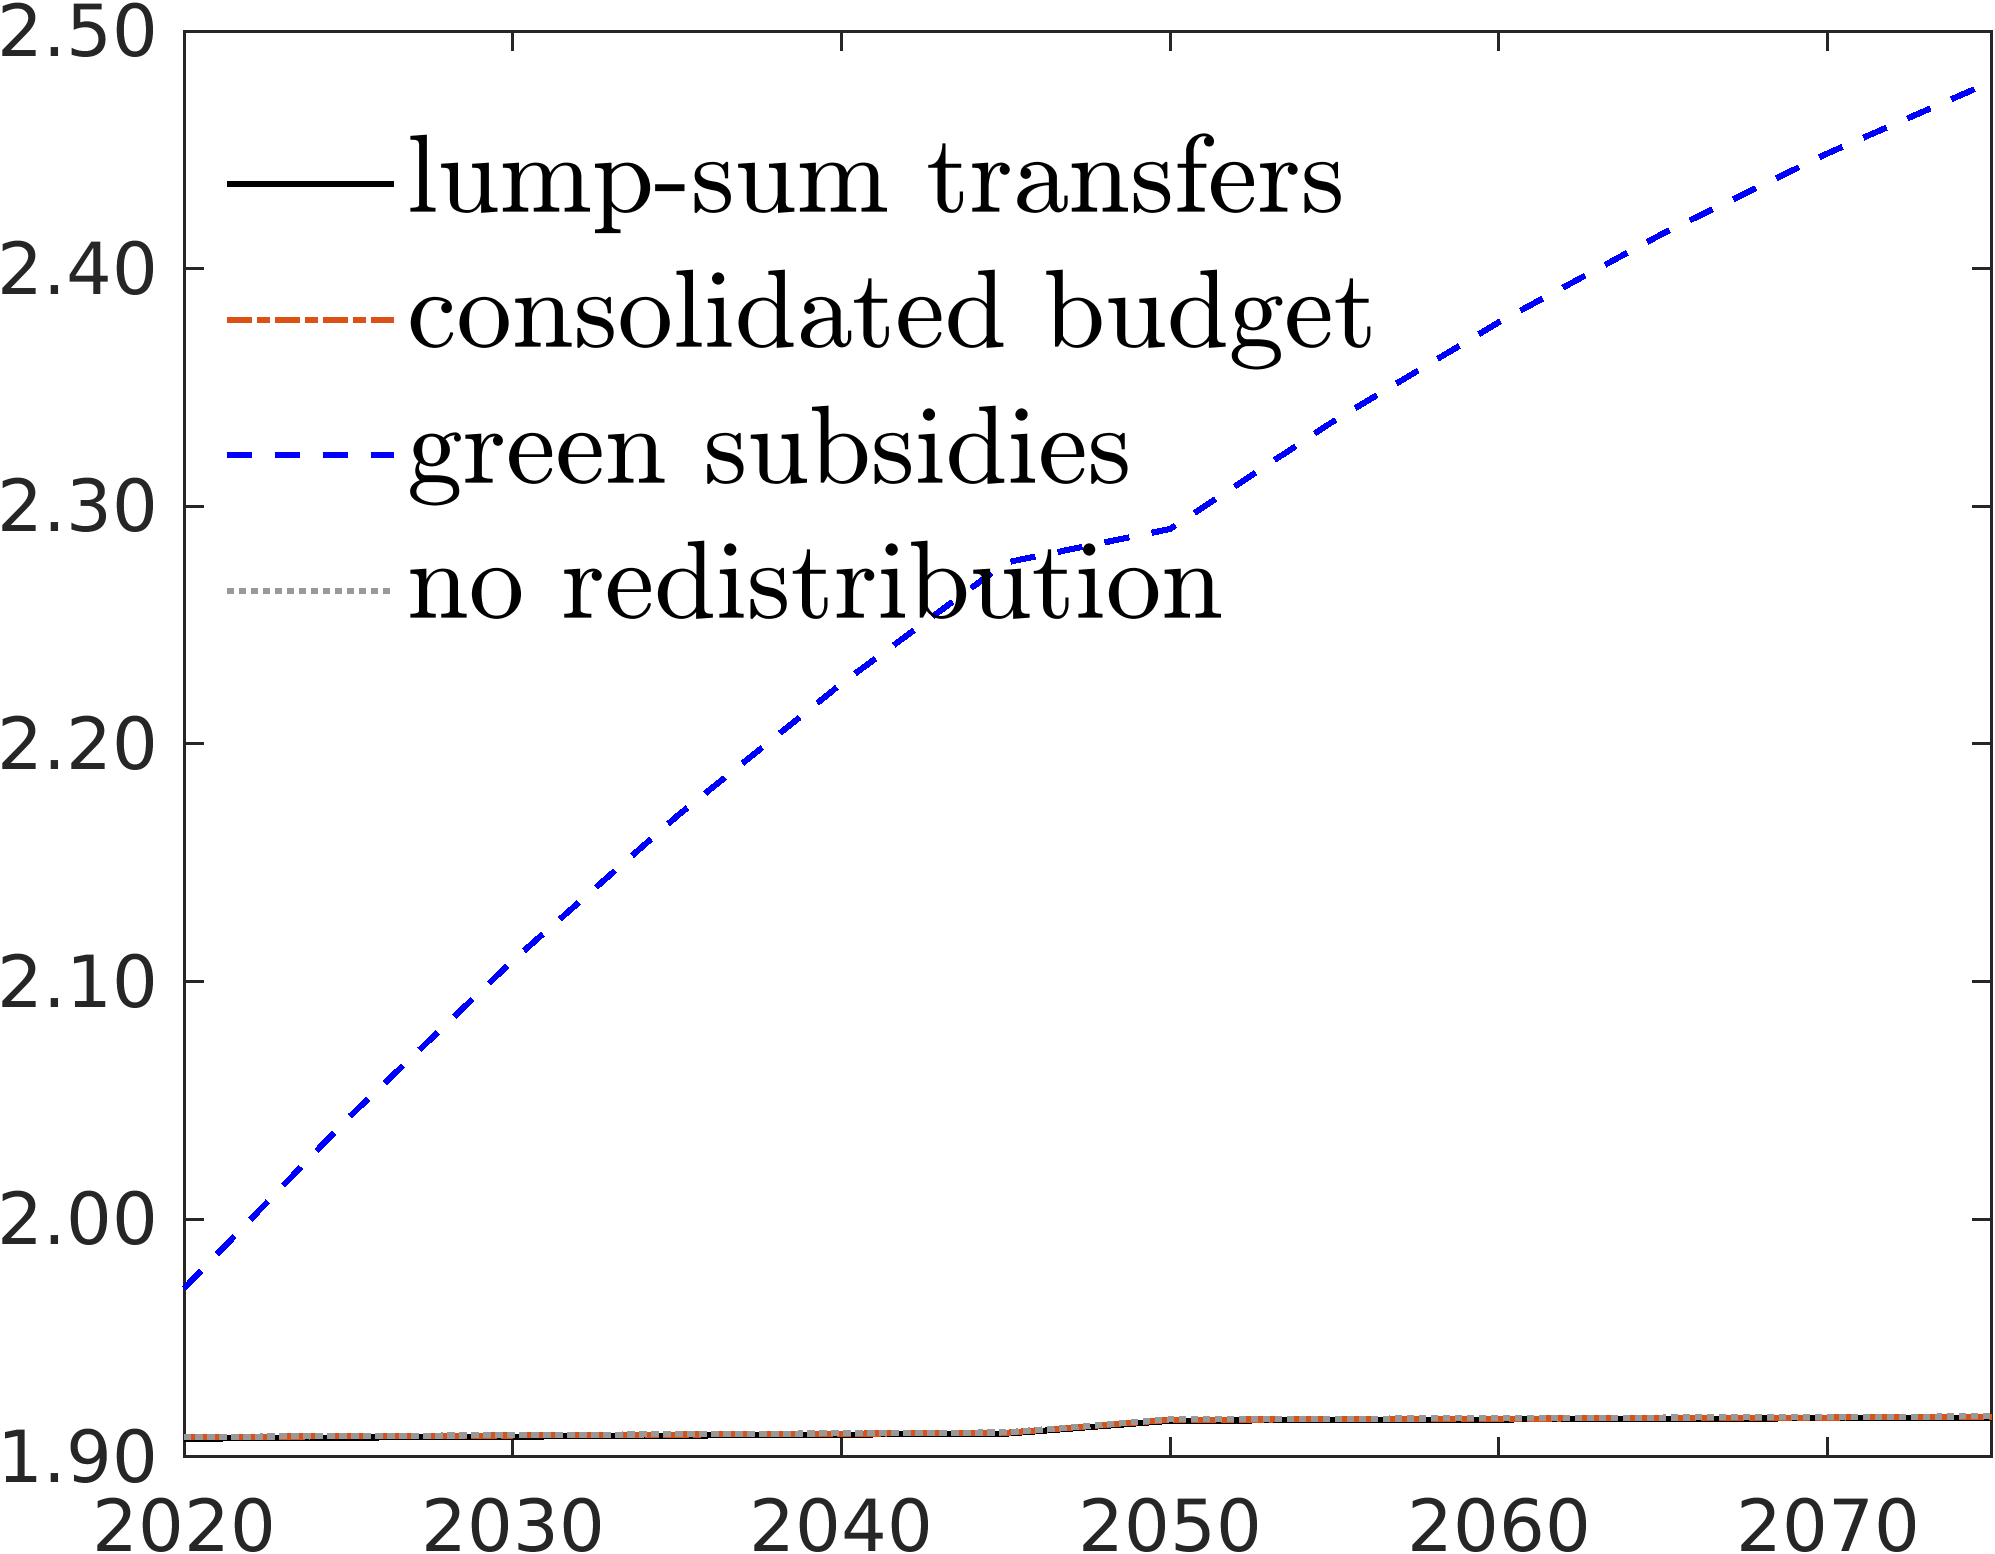 2.50
lump-sum transfers
2.40
consolidated budget
green subsidies
2.30
no redistribution
2.20
2.10
2.00
1.90
2020 2030 2040 2050 2060 2070